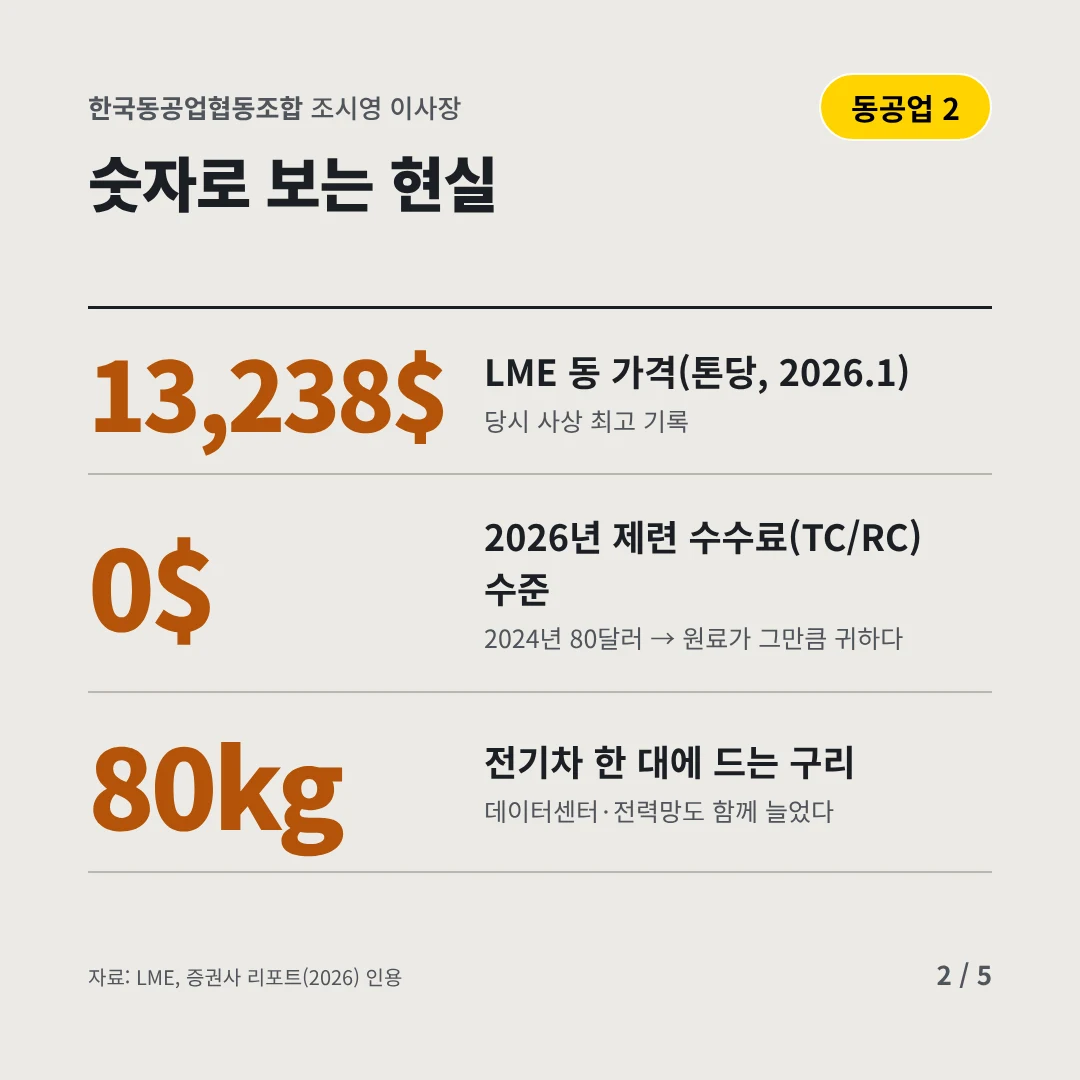 한국동공업협동조합 조시영 이사장
동공업 2
숫자로 보는 현실
13,238$
LME 동 가격(톤당, 2026.1)
당시 사상 최고 기록
0$
2026년 제련 수수료(TC/RC)
수준
2024년 80달러 → 원료가 그만큼 귀하다
80kg
전기차 한 대에 드는 구리
데이터센터·전력망도 함께 늘었다
자료: LME, 증권사 리포트(2026) 인용
2 / 5